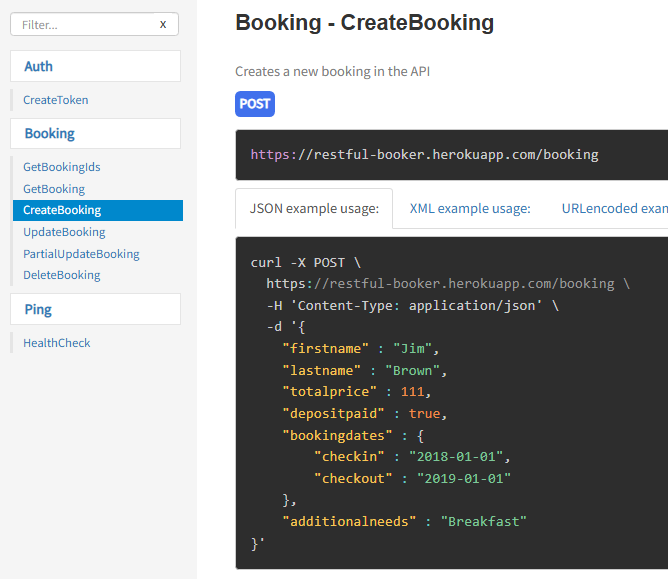 Filter...
x
Auth
CreateToken
Booking
GetBookingIds
GetBooking
CreateBooking
UpdateBooking
PartialUpdateBooking
DeleteBooking
Ping
HealthCheck
Booking - CreateBooking
Creates a new booking in the API
POST
https://restful-booker.herokuapp.com/booking
JSON example usage: XML example usage: URLencoded exam
curl -X POST \
  https://restful-booker.herokuapp.com/booking \
  -H 'Content-Type: application/json' \
  -d '{
    "firstname" : "Jim",
    "lastname" : "Brown",
    "totalprice" : 111,
    "depositpaid" : true,
    "bookingdates" : {
        "checkin" : "2018-01-01",
        "checkout" : "2019-01-01"
    },
    "additionalneeds" : "Breakfast"
}'